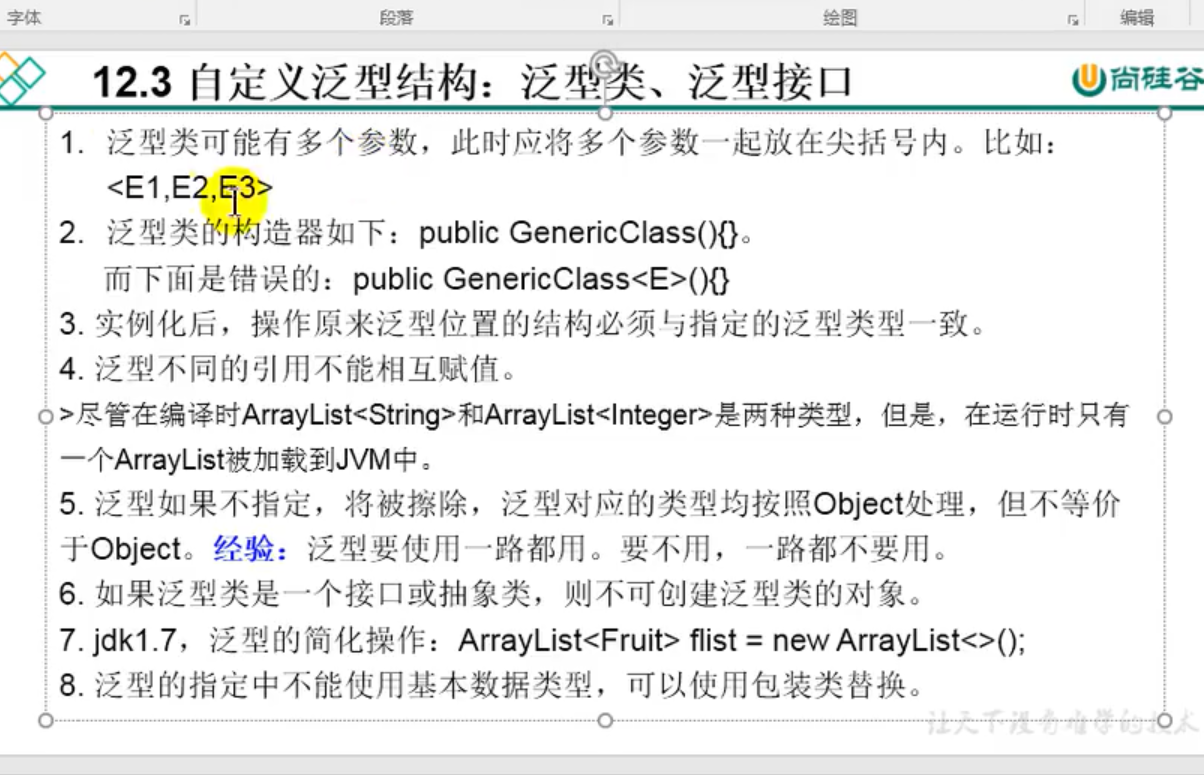 字体 段落 绘图 编辑
12.3 自定义泛型结构：泛型类、泛型接口
尚硅谷
1. 泛型类可能有多个参数，此时应将多个参数一起放在尖括号内。比如：
<E1,E2,E3>
2. 泛型类的构造器如下：public GenericClass(){}。
而下面是错误的：public GenericClass<E>(){}
3. 实例化后，操作原来泛型位置的结构必须与指定的泛型类型一致。
4. 泛型不同的引用不能相互赋值。
>尽管在编译时ArrayList<String>和ArrayList<Integer>是两种类型，但是，在运行时只有
一个ArrayList被加载到JVM中。
5. 泛型如果不指定，将被擦除，泛型对应的类型均按照Object处理，但不等价
于Object。经验：泛型要使用一路都用。要不用，一路都不要用。
6. 如果泛型类是一个接口或抽象类，则不可创建泛型类的对象。
7. jdk1.7，泛型的简化操作：ArrayList<Fruit> flist = new ArrayList<>();
8. 泛型的指定中不能使用基本数据类型，可以使用包装类替换。
让天下没有难学的技术